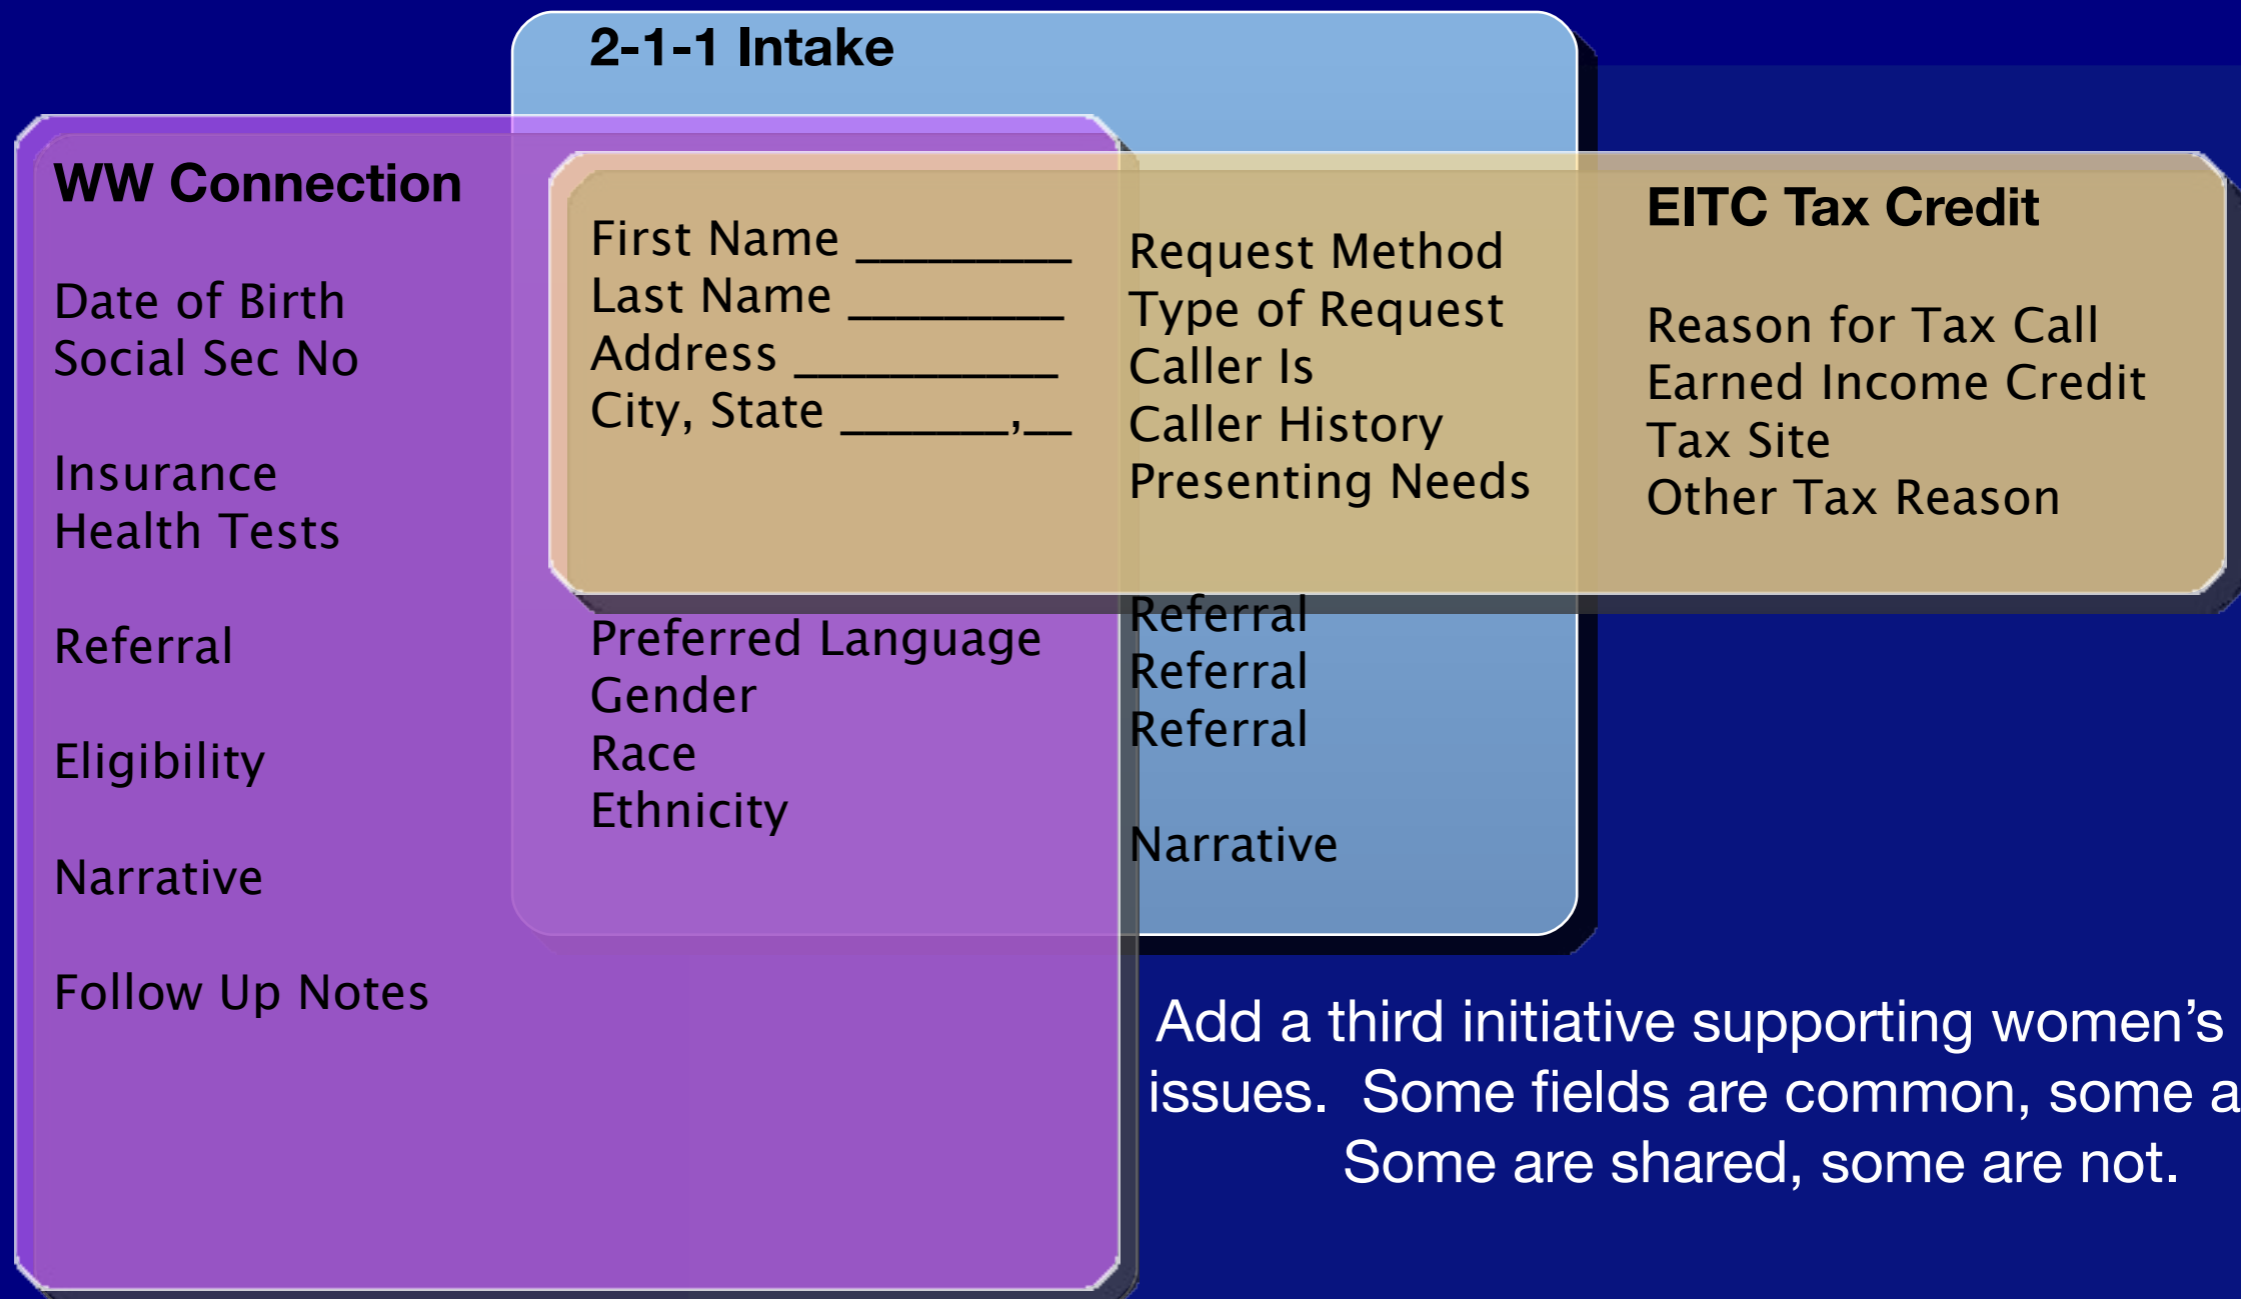 2-1-1 Intake
WW Connection
Date of Birth
Social Sec No
Insurance
Health Tests
Referral
Eligibility
Narrative
Follow Up Notes
First Name _________
Last Name _________
Address ___________
City, State _______,__
Preferred Language
Gender
Race
Ethnicity
Request Method
Type of Request
Caller Is
Caller History
Presenting Needs
Referral
Referral
Referral
Narrative
EITC Tax Credit
Reason for Tax Call
Earned Income Credit
Tax Site
Other Tax Reason
Add a third initiative supporting women’s
issues.  Some fields are common, some
Some are shared, some are not.